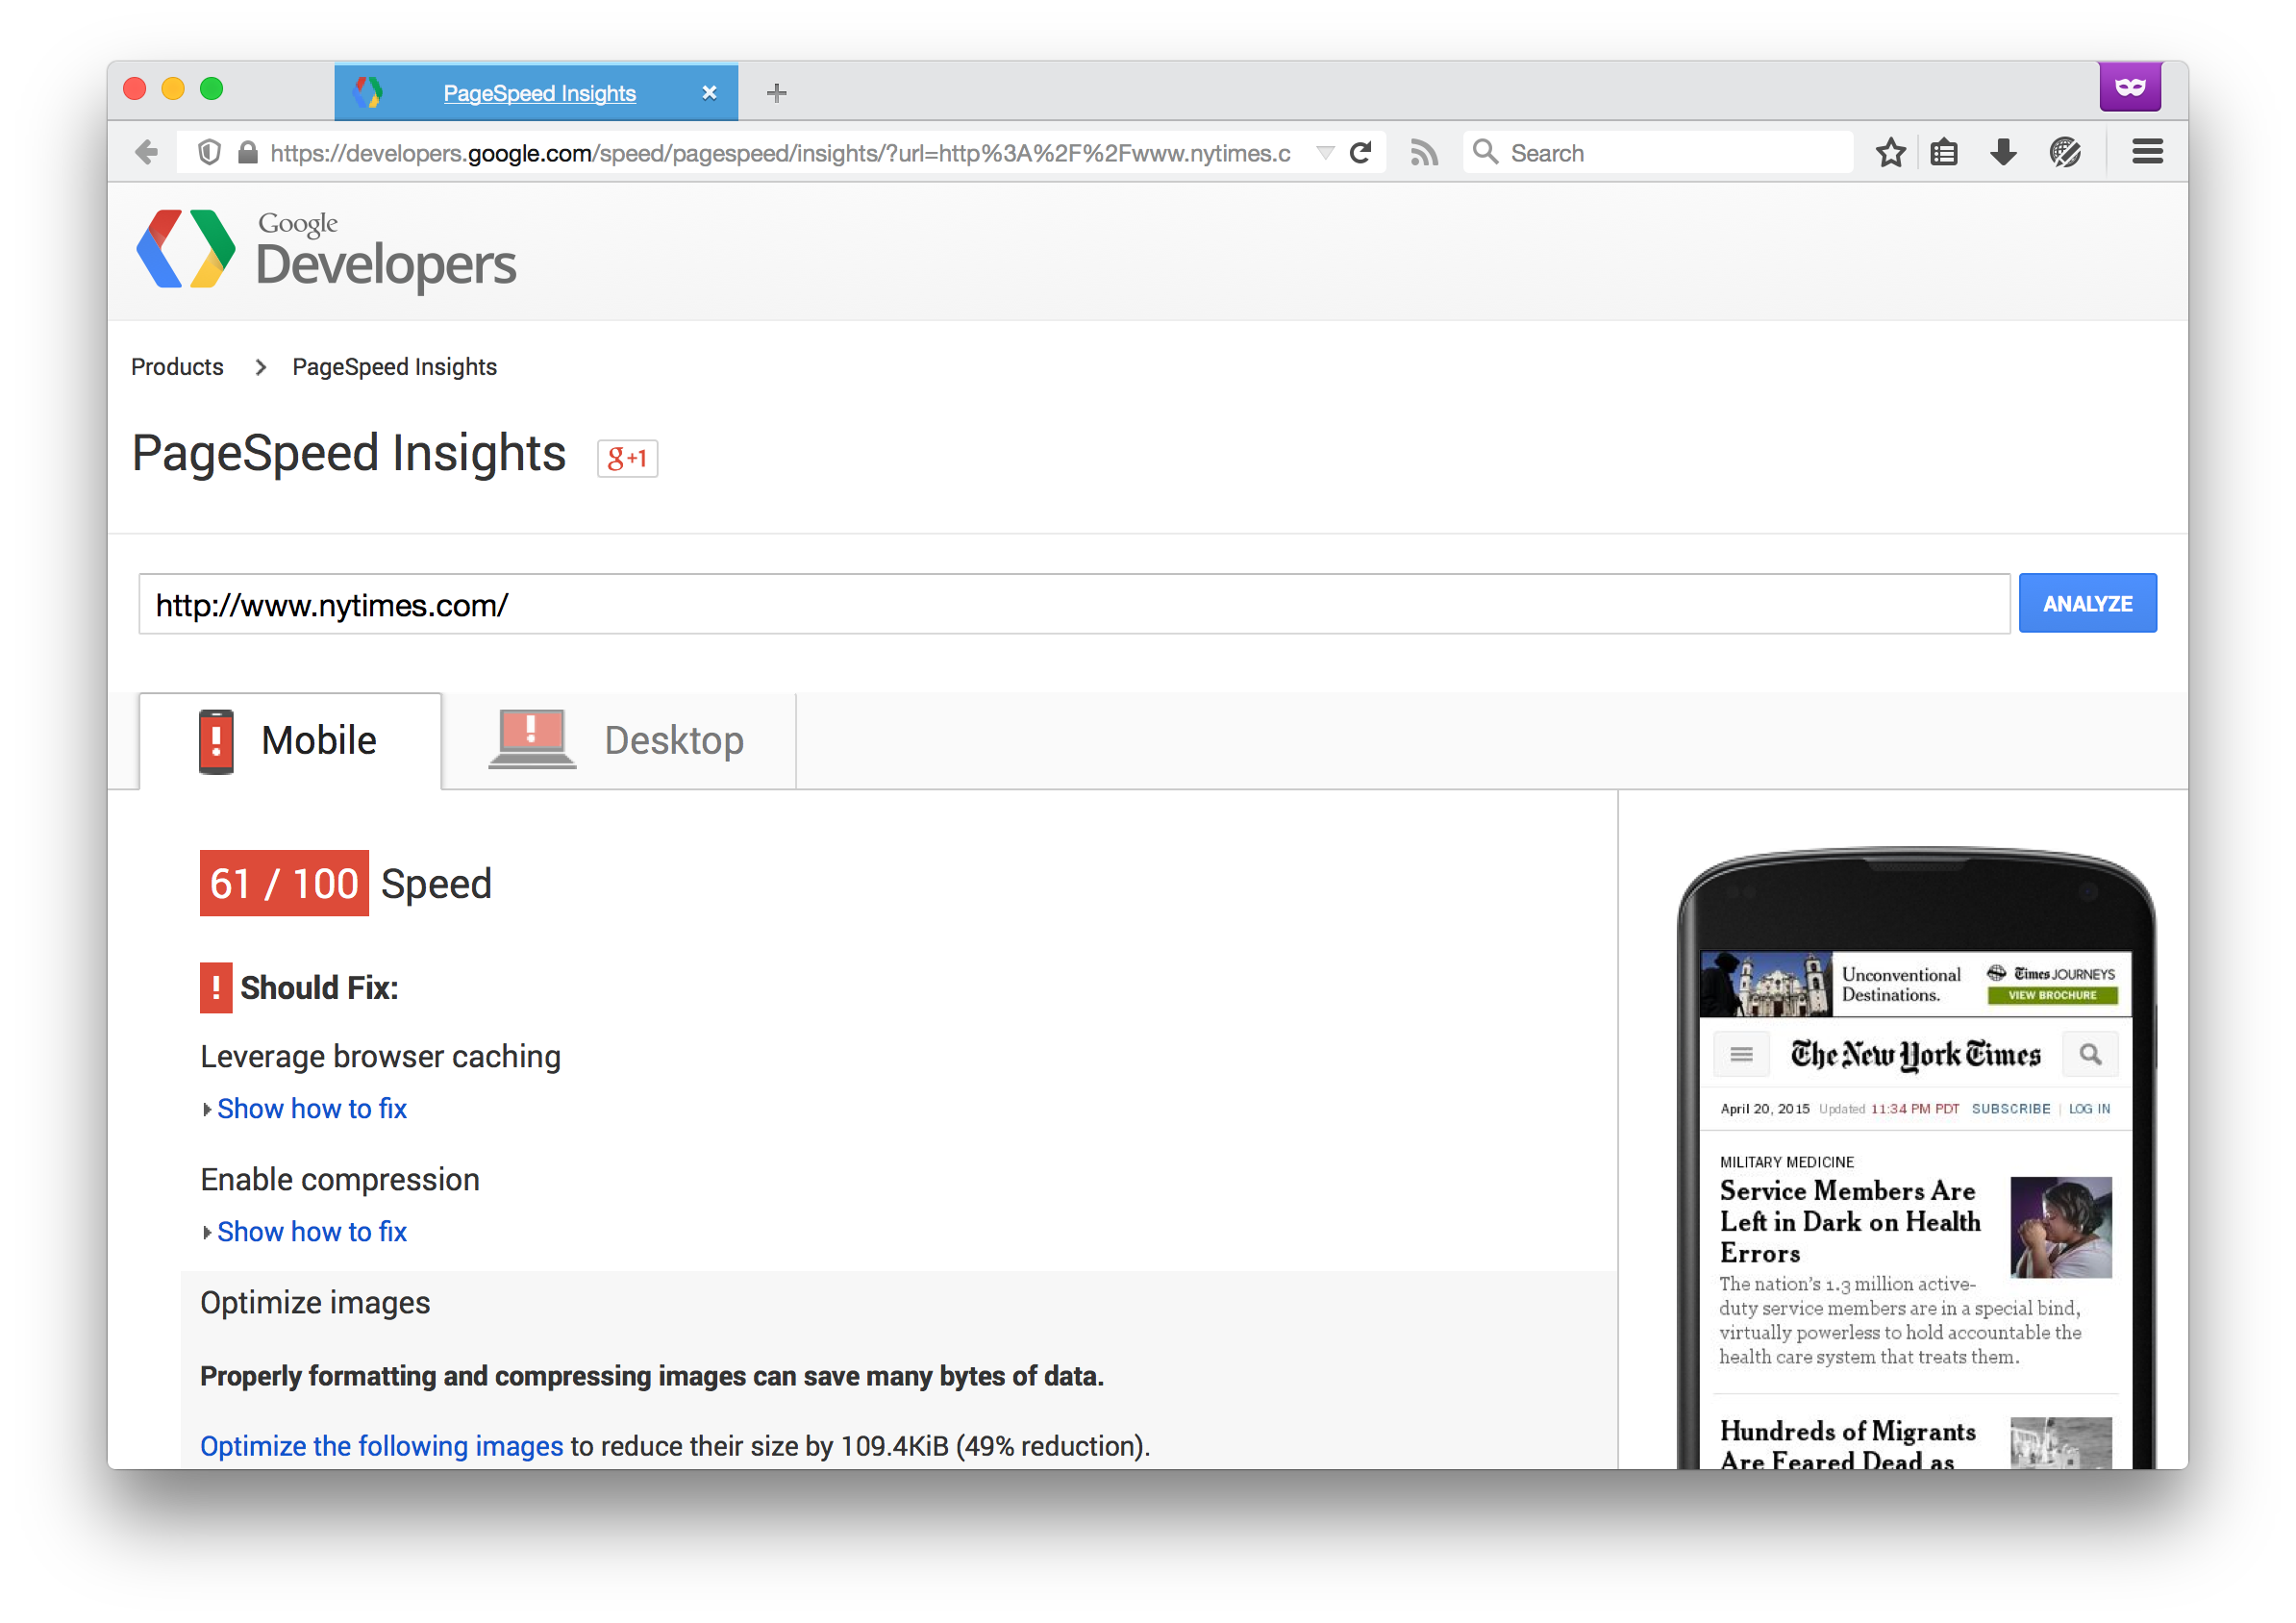 PageSpeed Insights
https://developers.google.com/speed/pagespeed/insights/?url=http%3A%2F%2Fwww.nytimes.c
Search
Google
Developers
Products > PageSpeed Insights
PageSpeed Insights
g+1
http://www.nytimes.com/
ANALYZE
Mobile
Desktop
61 / 100 Speed
! Should Fix:
Leverage browser caching
Show how to fix
Enable compression
Show how to fix
Optimize images
Properly formatting and compressing images can save many bytes of data.
Optimize the following images to reduce their size by 109.4KiB (49% reduction).
Unconventional
Destinations.
Times JOURNEYS
VIEW BROCHURE
The New York Times
April 20, 2015 Updated 11:34 PM PDT SUBSCRIBE | LOG IN
MILITARY MEDICINE
Service Members Are
Left in Dark on Health
Errors
The nation's 1.3 million active-
duty service members are in a special bind,
virtually powerless to hold accountable the
health care system that treats them.
Hundreds of Migrants
Are Feared Dead as